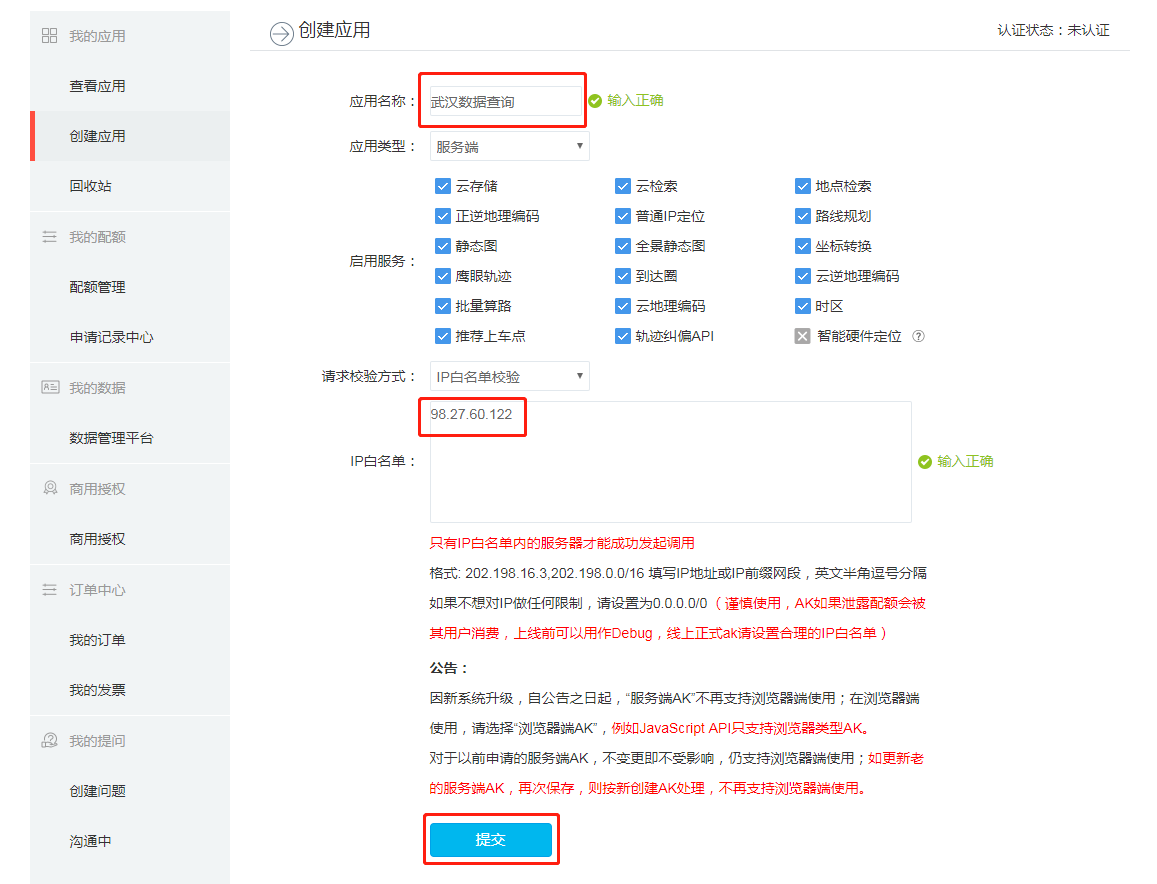 我的应用
查看应用
创建应用
回收站
我的配额
配额管理
申请记录中心
我的数据
数据管理平台
商用授权
商用授权
订单中心
我的订单
我的发票
我的提问
创建问题
沟通中
创建应用
认证状态：未认证
应用名称： 武汉数据查询 输入正确
应用类型： 服务端
启用服务：
云存储 云检索 地点检索
正逆地理编码 普通IP定位 路线规划
静态图 全景静态图 坐标转换
鹰眼轨迹 到达圈 云逆地理编码
批量算路 云地理编码 时区
推荐上车点 轨迹纠偏API 智能硬件定位 ?
请求校验方式： IP白名单校验
98.27.60.122
IP白名单： 输入正确
只有IP白名单内的服务器才能成功发起调用
格式: 202.198.16.3,202.198.0.0/16 填写IP地址或IP前缀网段，英文半角逗号分隔
如果不想对IP做任何限制，请设置为0.0.0.0/0（谨慎使用，AK如果泄露配额会被
其用户消费，上线前可以用作Debug，线上正式ak请设置合理的IP白名单）
公告：
因新系统升级，自公告之日起，“服务端AK”不再支持浏览器端使用；在浏览器端
使用，请选择“浏览器端AK”，例如JavaScript API只支持浏览器类型AK。
对于以前申请的服务端AK，不变更即不受影响，仍支持浏览器端使用；如更新老
的服务端AK，再次保存，则按新创建AK处理，不再支持浏览器端使用。
提交